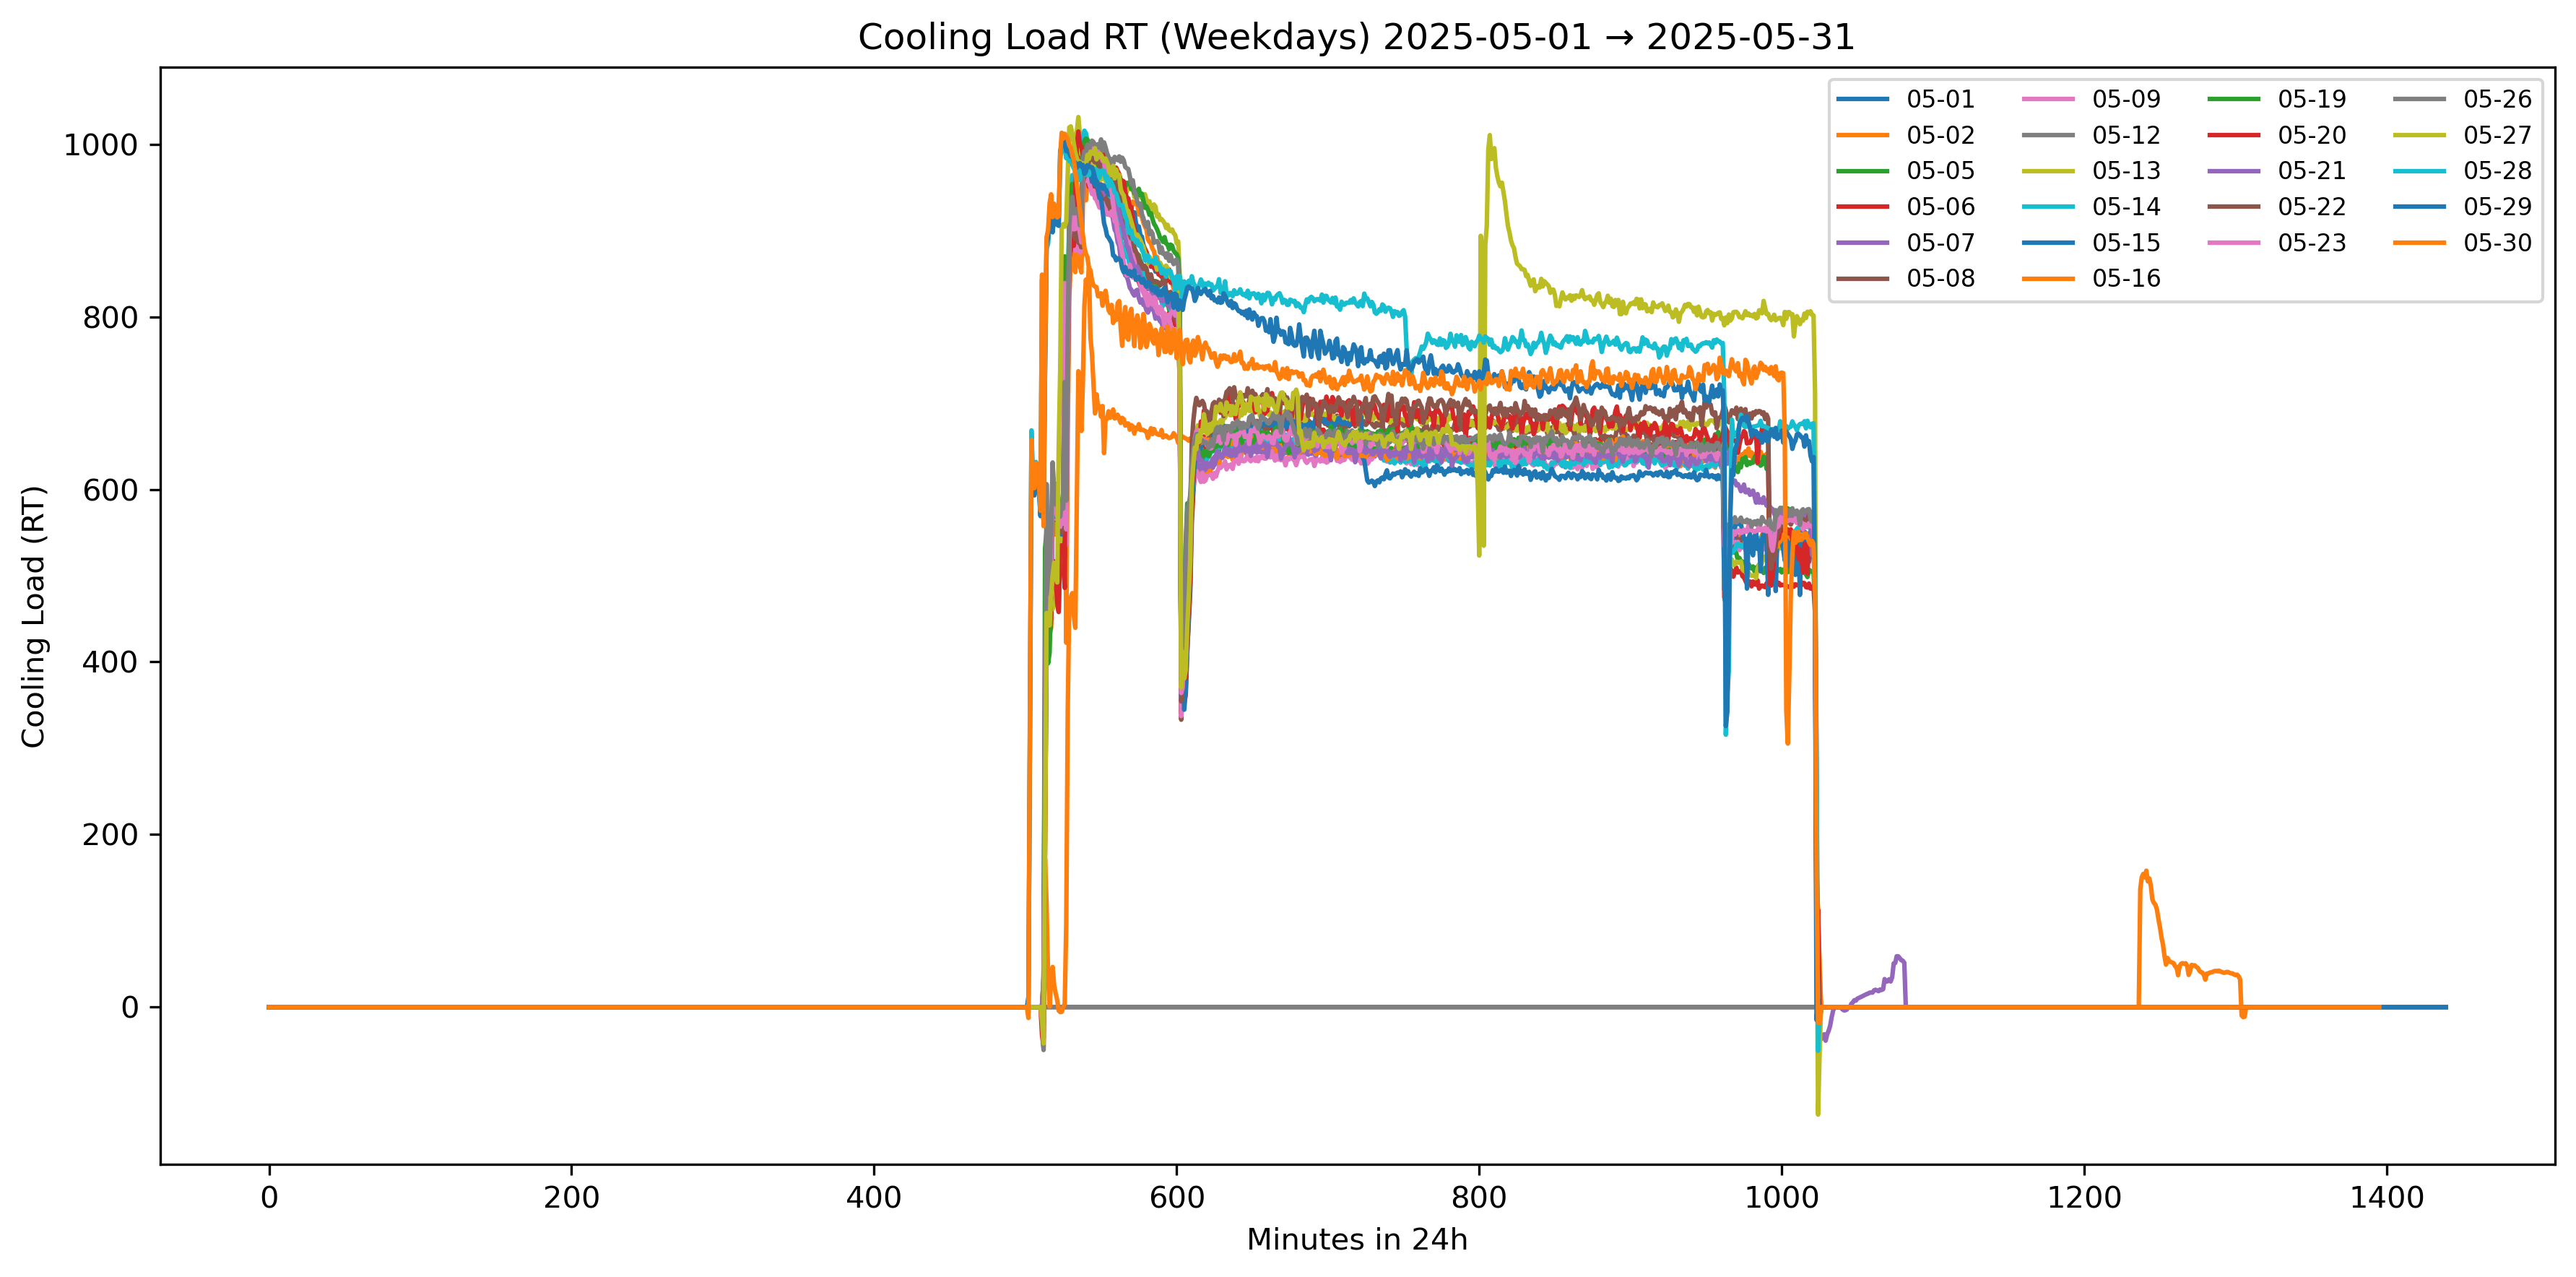 Cooling Load RT (Weekdays) 2025-05-01 → 2025-05-31
Cooling Load (RT)
1000
800
600
400
200
0
05-01 05-09 05-19 05-26
05-02 05-12 05-20 05-27
05-05 05-13 05-21 05-28
05-06 05-14 05-22 05-29
05-07 05-15 05-23 05-30
05-08 05-16
0 200 400 600 800 1000 1200 1400
Minutes in 24h